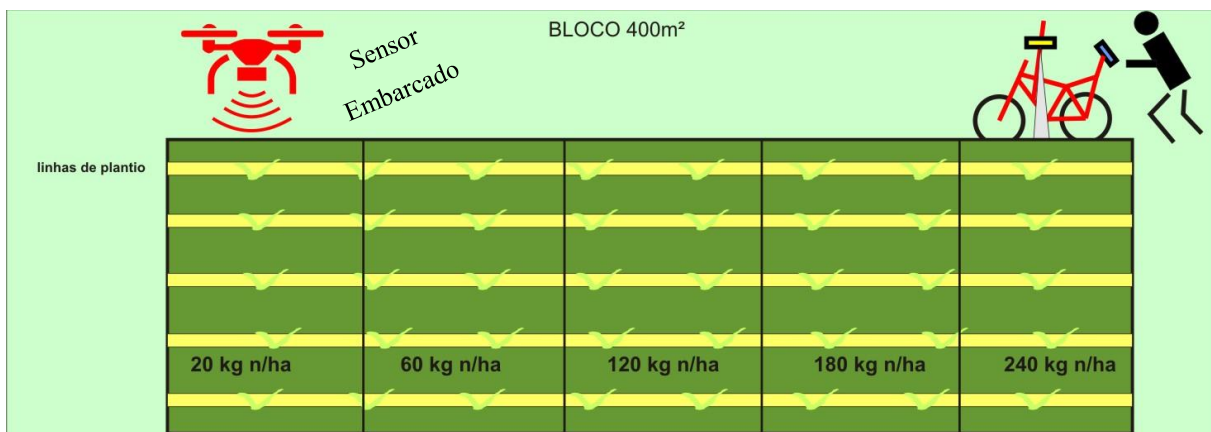 BLOCO 400m²
Sensor
Embarcado
linhas de plantio
20 kg n/ha 60 kg n/ha 120 kg n/ha 180 kg n/ha 240 kg n/ha